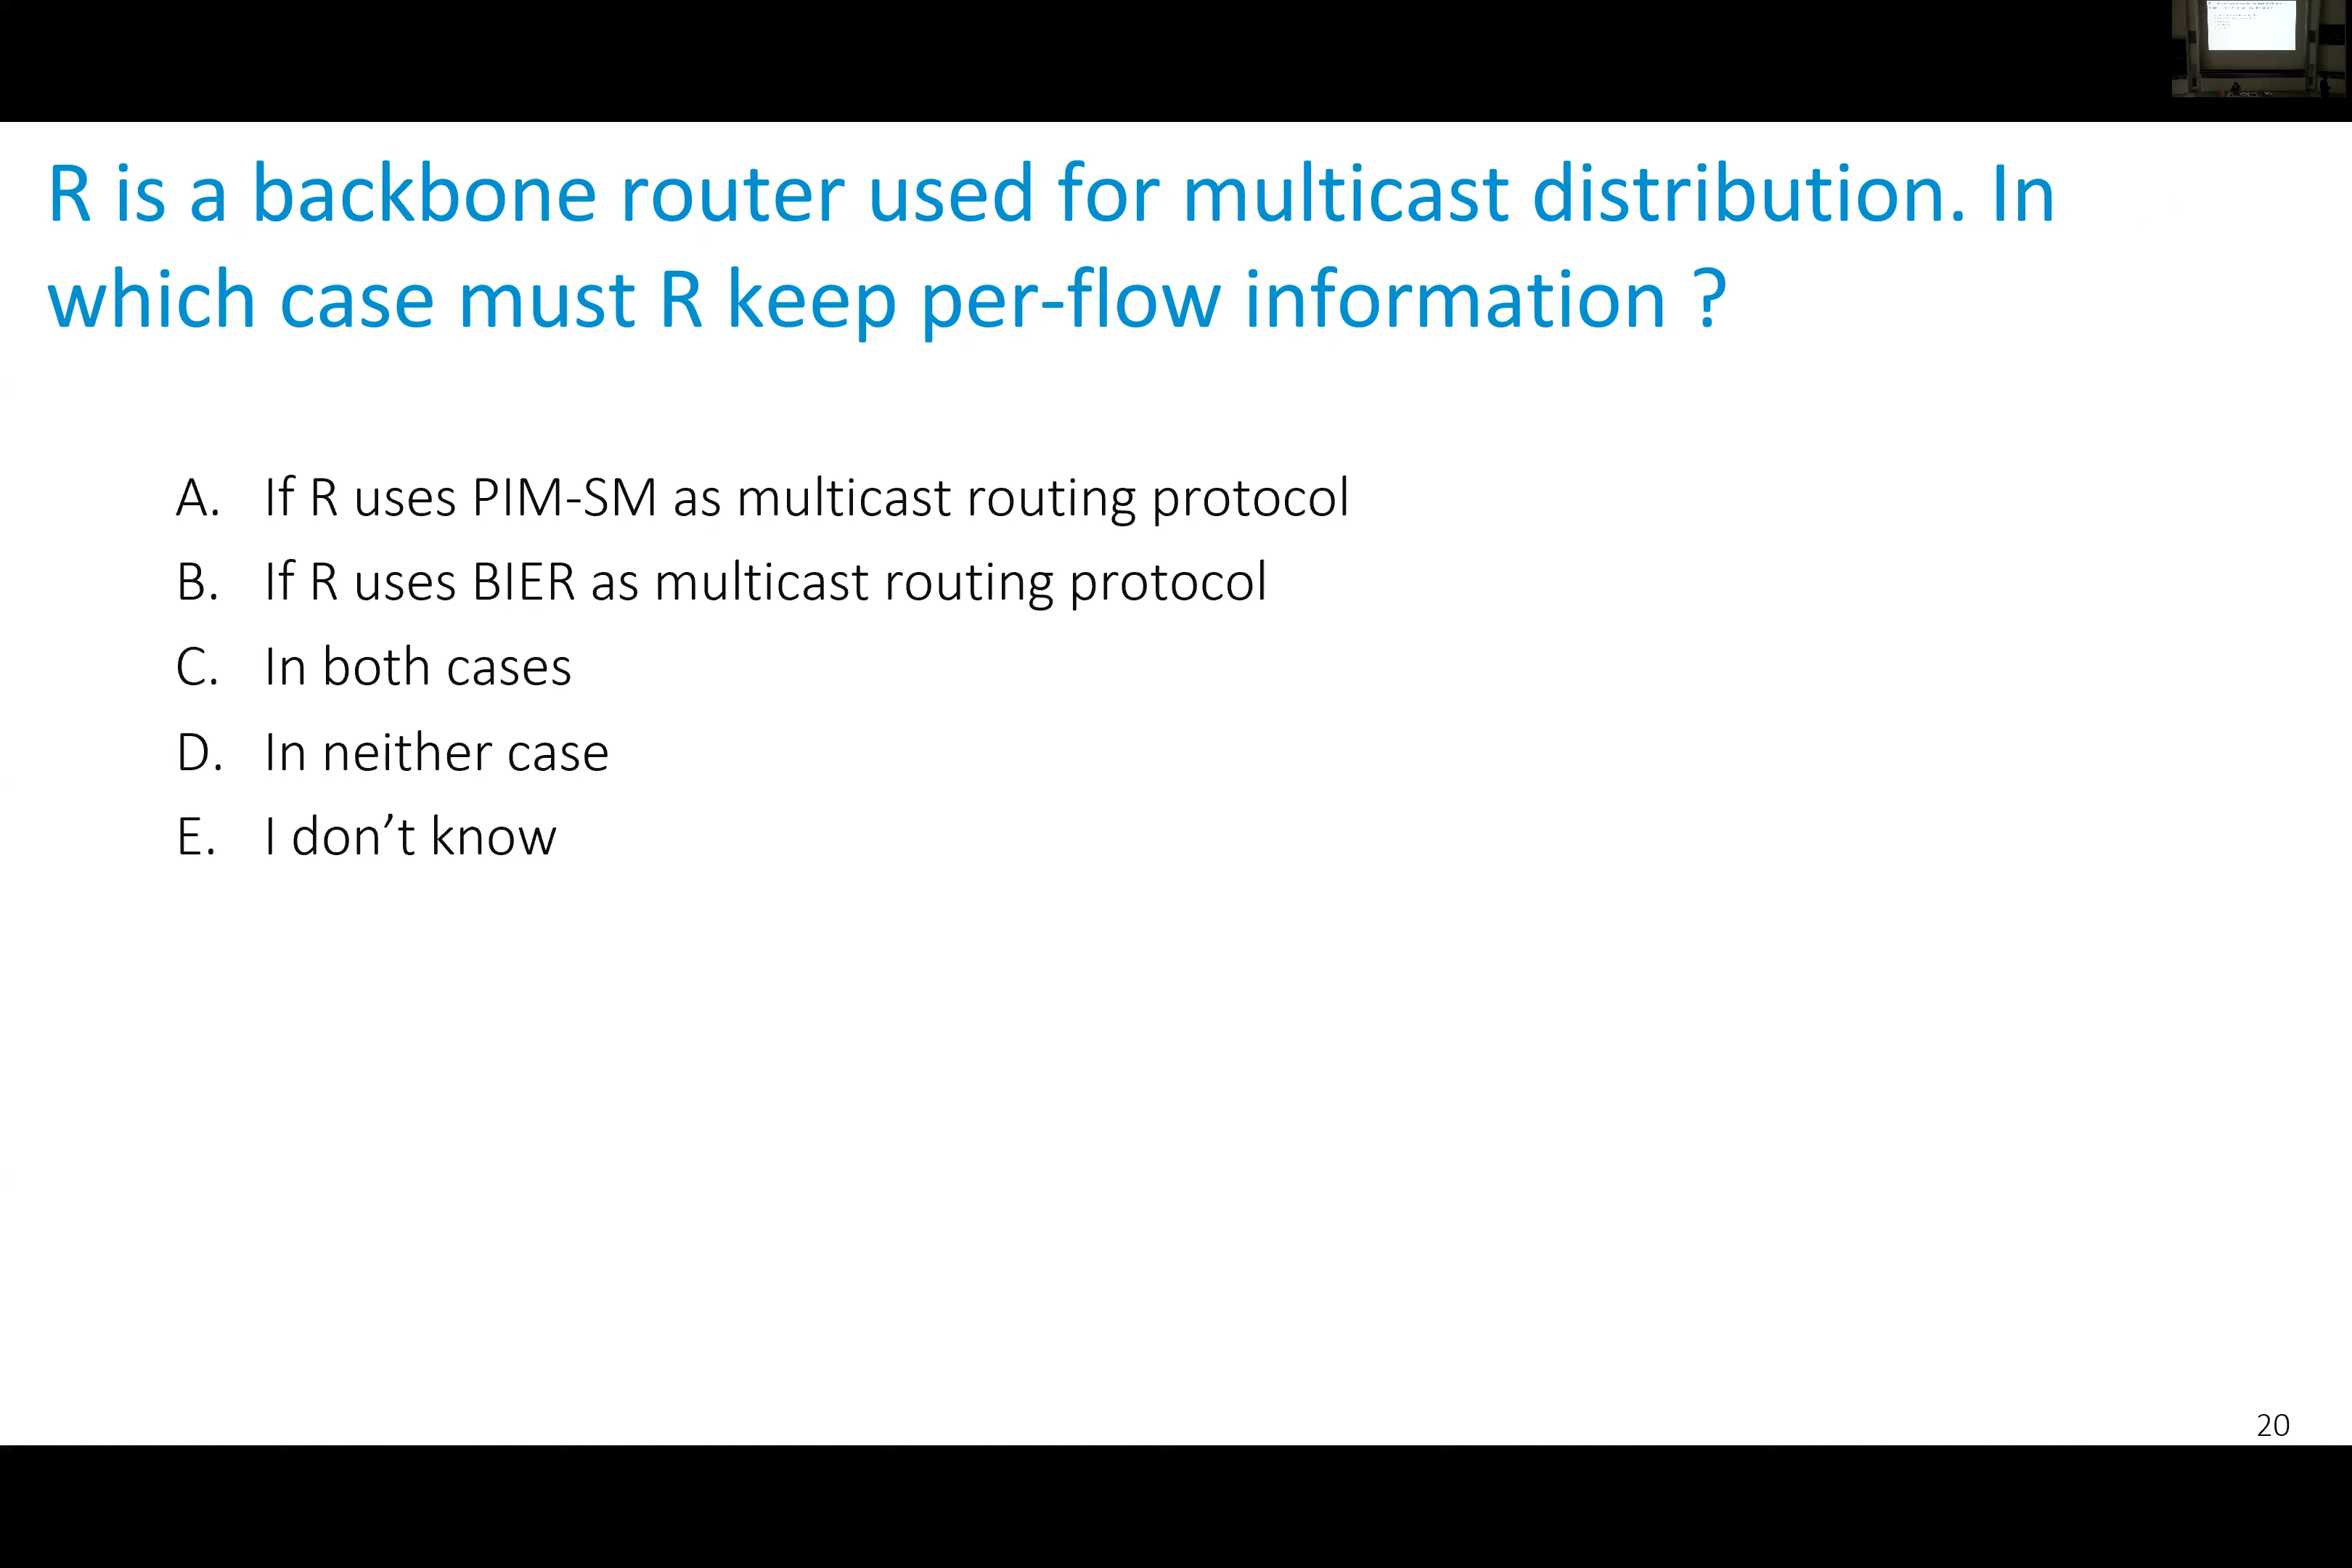 R is a backbone router used for multicast distribution. In
which case must R keep per-flow information ?
A. If R uses PIM-SM as multicast routing protocol
B. If R uses BIER as multicast routing protocol
C. In both cases
D. In neither case
E. I don’t know
20